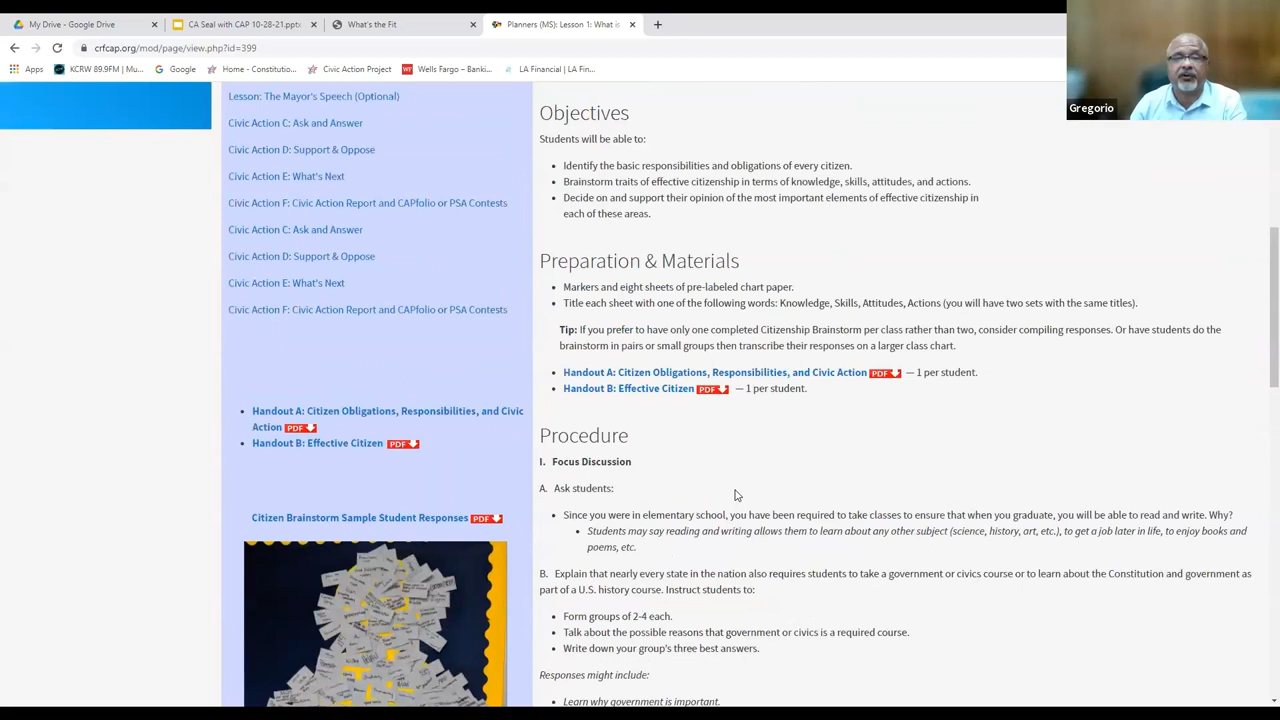 My Drive - Google Drive
CA Seal with CAP 10-28-21.pptx
What's the Fit
Planners (MS): Lesson 1: What is
crfcap.org/mod/page/view.php?id=399
Apps
KCRW 89.9FM | Mu...
Google
Home - Constitutio...
Civic Action Project
Wells Fargo – Banki...
LA Financial | LA Fin...
Gregorio
Lesson: The Mayor's Speech (Optional)
Civic Action C: Ask and Answer
Civic Action D: Support & Oppose
Civic Action E: What's Next
Civic Action F: Civic Action Report and CAPfolio or PSA Contests
Civic Action C: Ask and Answer
Civic Action D: Support & Oppose
Civic Action E: What's Next
Civic Action F: Civic Action Report and CAPfolio or PSA Contests
Handout A: Citizen Obligations, Responsibilities, and Civic
Action PDF
Handout B: Effective Citizen PDF
Citizen Brainstorm Sample Student Responses PDF
Objectives
Students will be able to:
Identify the basic responsibilities and obligations of every citizen.
Brainstorm traits of effective citizenship in terms of knowledge, skills, attitudes, and actions.
Decide on and support their opinion of the most important elements of effective citizenship in
each of these areas.
Preparation & Materials
Markers and eight sheets of pre-labeled chart paper.
Title each sheet with one of the following words: Knowledge, Skills, Attitudes, Actions (you will have two sets with the same titles).
Tip: If you prefer to have only one completed Citizenship Brainstorm per class rather than two, consider compiling responses. Or have students do the
brainstorm in pairs or small groups then transcribe their responses on a larger class chart.
Handout A: Citizen Obligations, Responsibilities, and Civic Action PDF — 1 per student.
Handout B: Effective Citizen PDF — 1 per student.
Procedure
I. Focus Discussion
A. Ask students:
Since you were in elementary school, you have been required to take classes to ensure that when you graduate, you will be able to read and write. Why?
Students may say reading and writing allows them to learn about any other subject (science, history, art, etc.), to get a job later in life, to enjoy books and
poems, etc.
B. Explain that nearly every state in the nation also requires students to take a government or civics course or to learn about the Constitution and government as
part of a U.S. history course. Instruct students to:
Form groups of 2-4 each.
Talk about the possible reasons that government or civics is a required course.
Write down your group's three best answers.
Responses might include:
Learn why government is important.